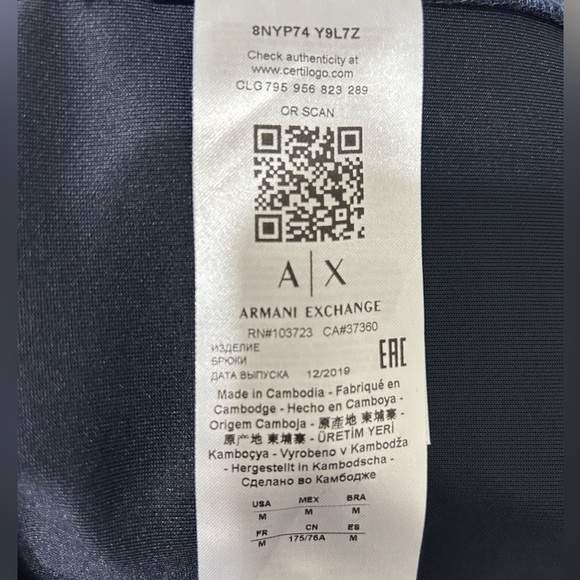 8NYP74 Y9L7Z
Check authenticity at
www.certilogo.com
CLG 795 956 823 289
OR SCAN
A|X
ARMANI EXCHANGE
RN#103723 CA#37360
ИЗДЕЛИЕ
БРЮКИ
EAC
ДАТА ВЫПУСКА 12/2019
Made in Cambodia - Fabriqué en
Cambodge - Hecho en Camboya -
Origem Camboja - 原産地 柬埔寨 -
原产地 柬埔寨 - ÜRETİM YERİ
Kamboçya - Vyrobeno v Kambodža
- Hergestellt in Kambodscha -
Сделано во Камбодже
USA MEX BRA
M M M
FR CN ES
M 175/76A M